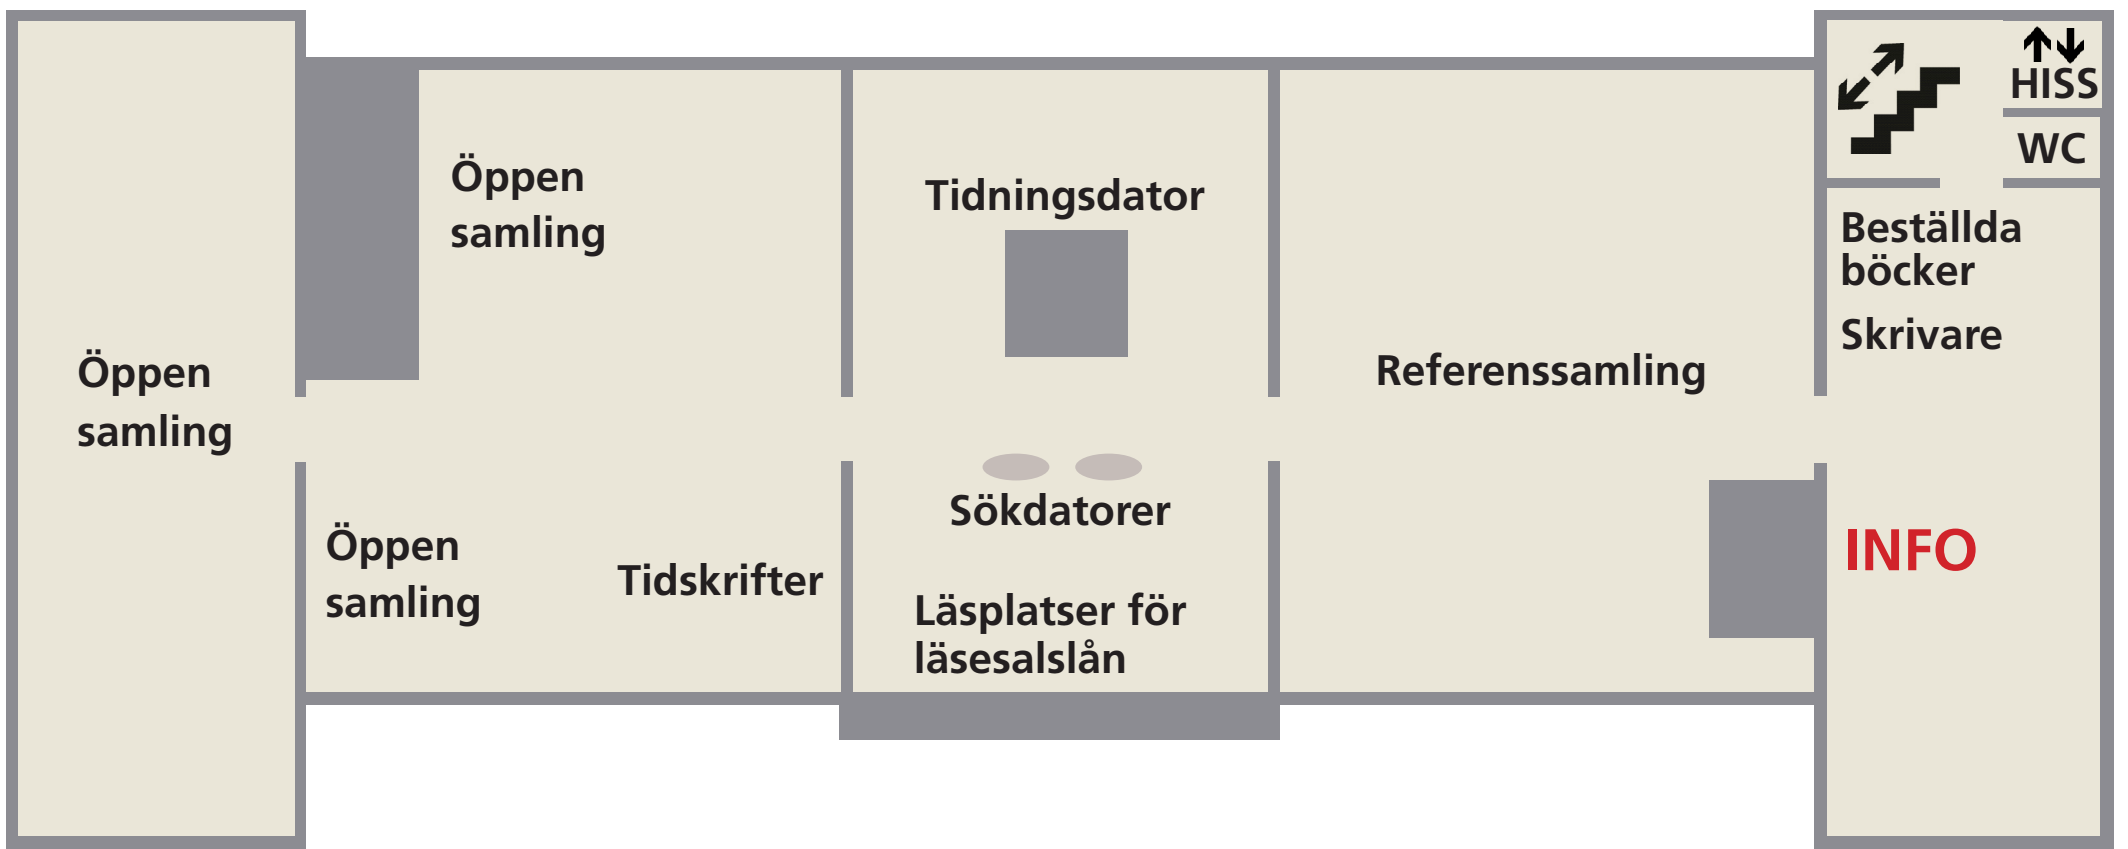 Öppen
samling
Öppen
samling
Öppen
samling
Tidskrifter
Tidningsdator
Sökdatorer
Läsplatser för
läsesalslån
Referenssamling
HISS
WC
Beställda
böcker
Skrivare
INFO